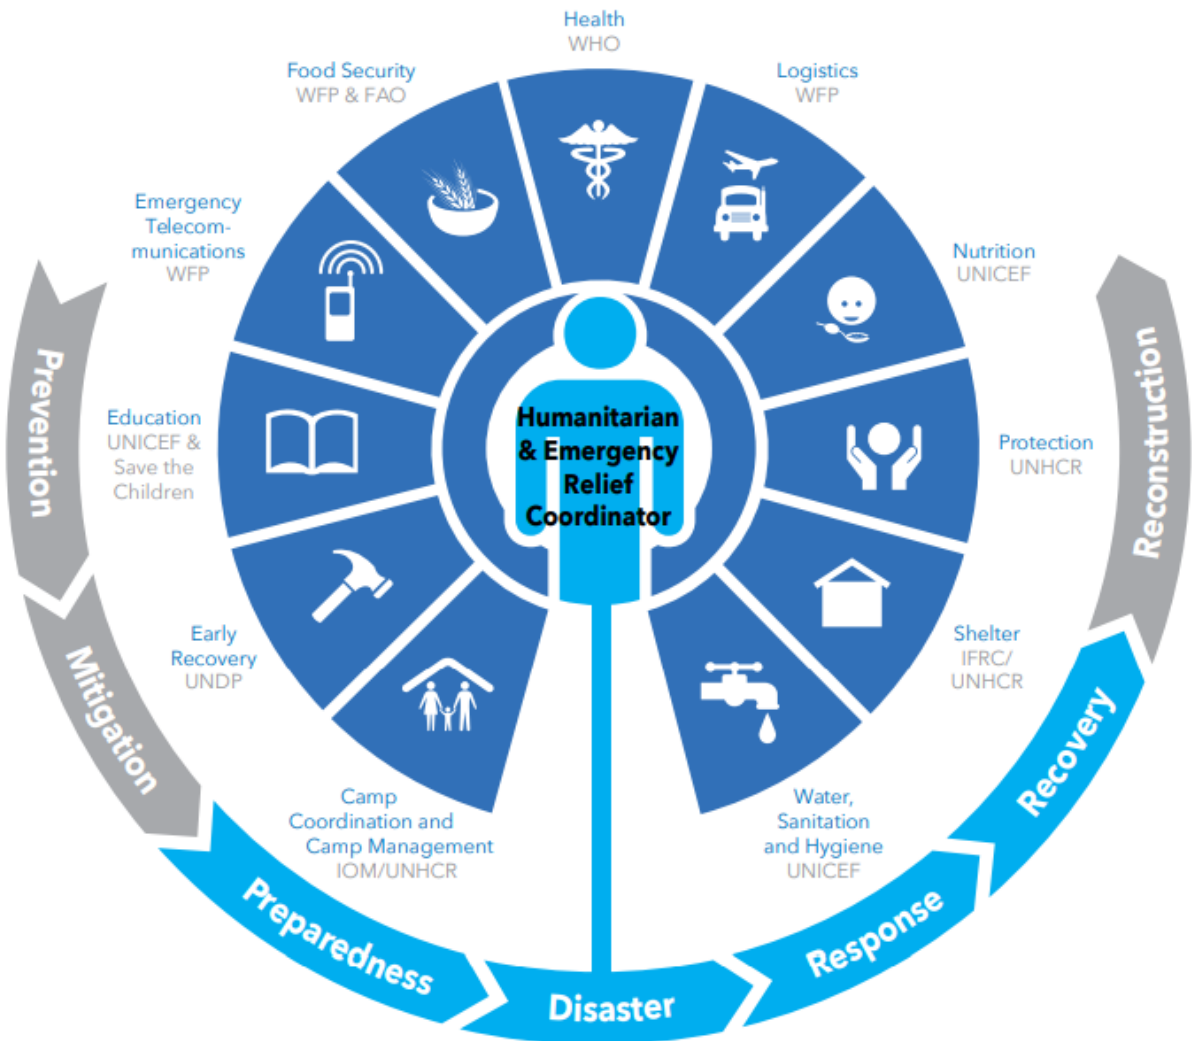 Health
WHO
Food Security
WFP & FAO
Logistics
WFP
Emergency
Telecom-
munications
WFP
Nutrition
UNICEF
Education
UNICEF &
Save the
Children
Humanitarian
& Emergency
Relief
Coordinator
Protection
UNHCR
Early
Recovery
UNDP
Shelter
IFRC/
UNHCR
Camp
Coordination and
Camp Management
IOM/UNHCR
Water,
Sanitation
and Hygiene
UNICEF
Prevention
Mitigation
Preparedness
Disaster
Response
Recovery
Reconstruction